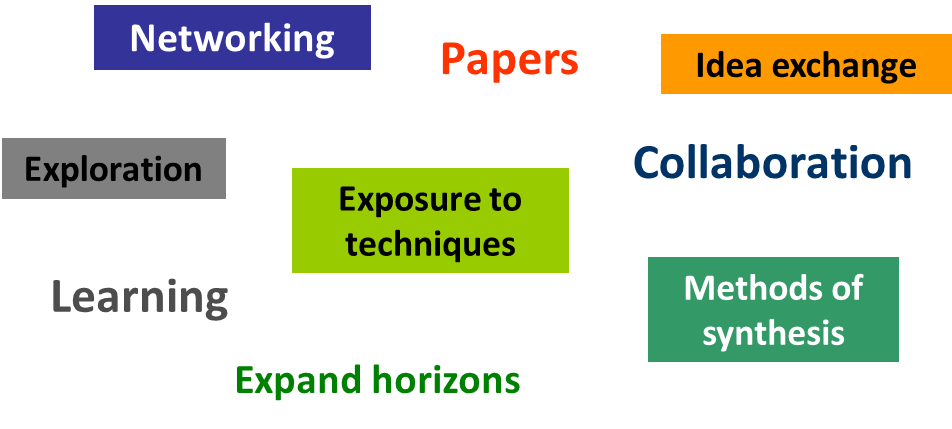 Networking
Papers
Idea exchange
Exploration
Collaboration
Exposure to
techniques
Learning
Methods of
synthesis
Expand horizons